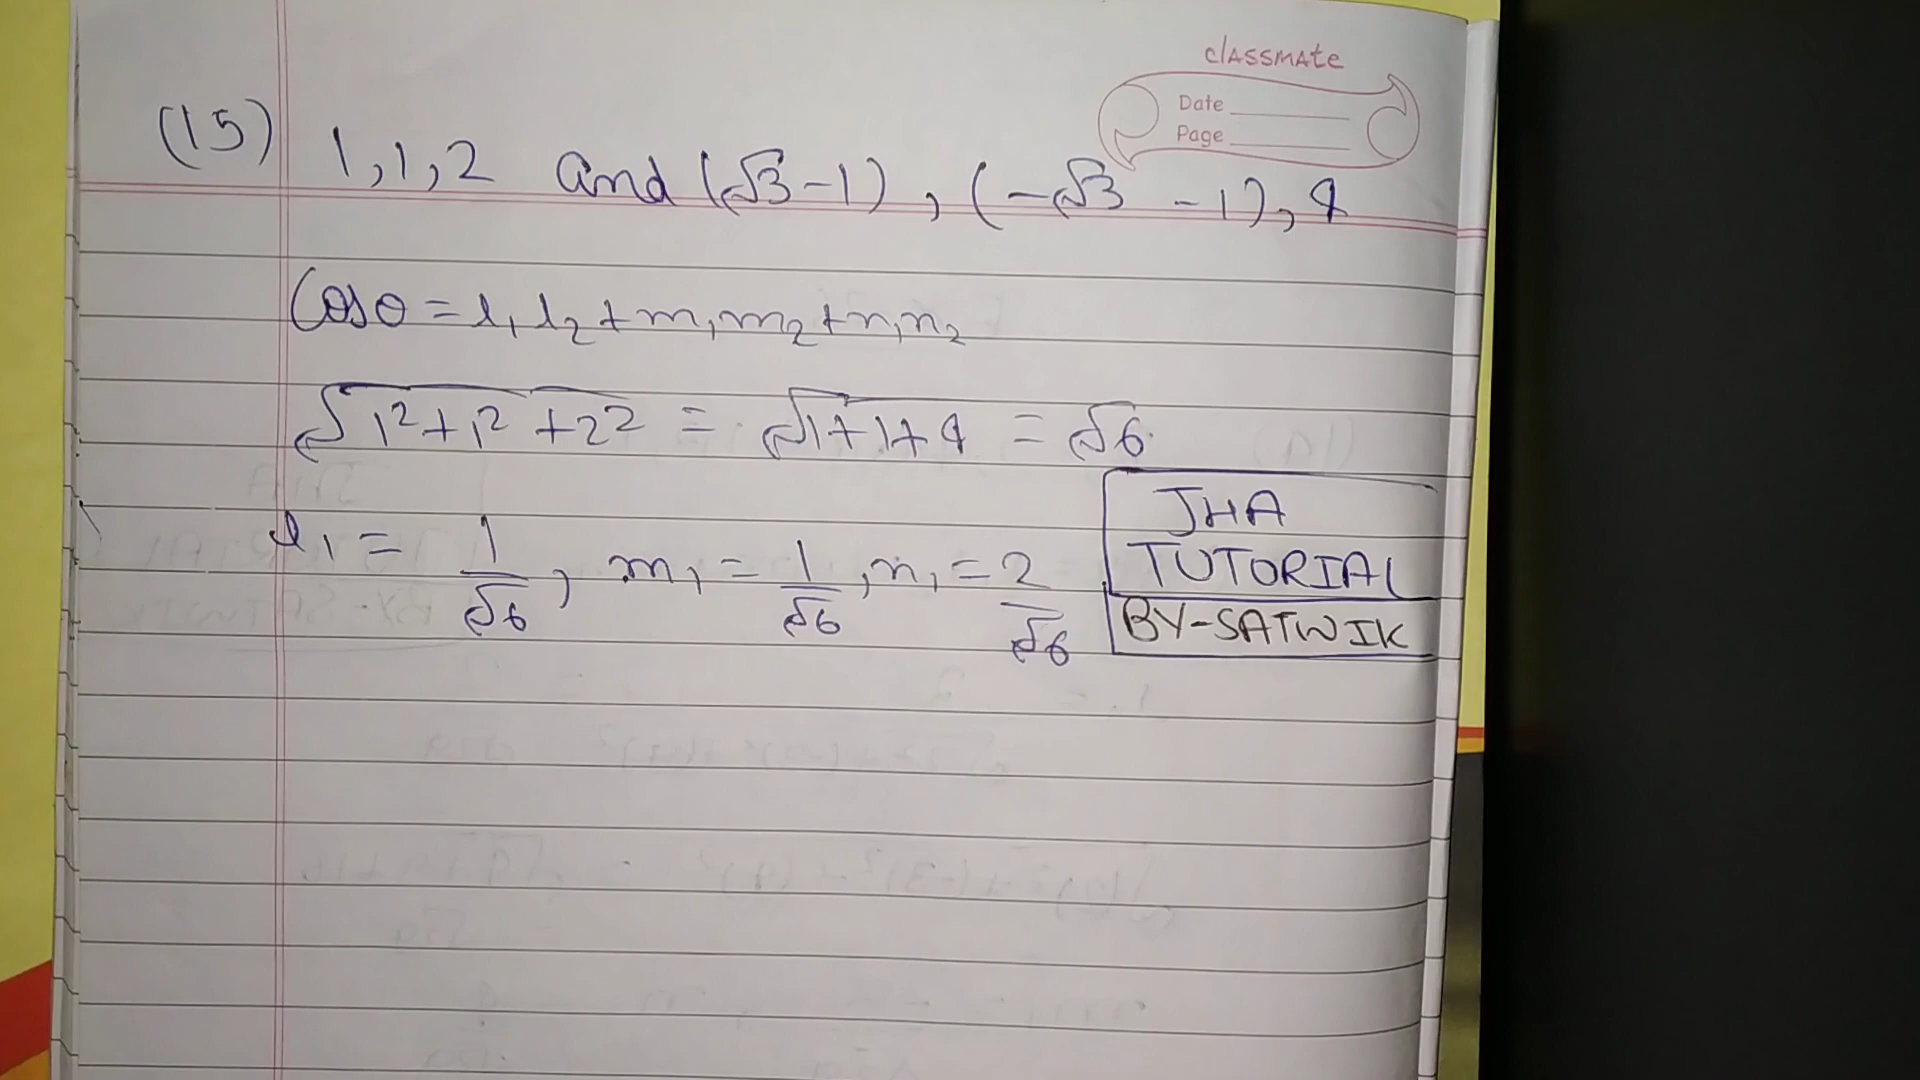 classmate
Date
Page
(15) 1,1,2 and (√3-1), (-√3 -1), 4
Cosθ = l₁l₂+m₁m₂+n₁n₂
√1²+1²+2² = √1+1+4 = √6
l₁ = 1/√6, m₁ = 1/√6, n₁ = 2/√6
JHA
TUTORIAL
BY-SATWIK